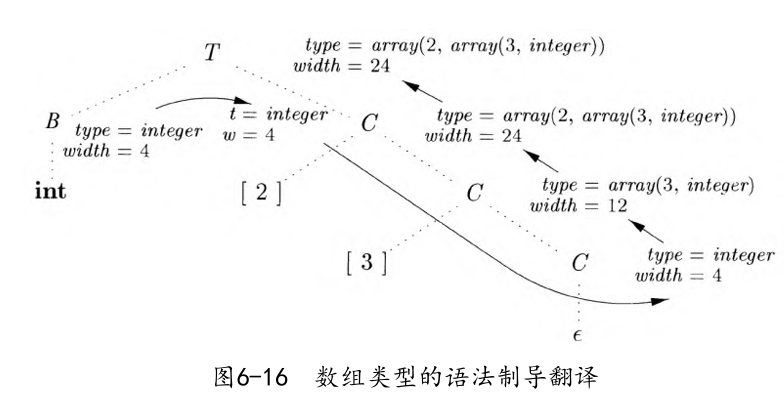 T
type = array(2, array(3, integer))
width = 24
B
type = integer
width = 4
t = integer
w = 4
C
type = array(2, array(3, integer))
width = 24
int
[ 2 ]
C
type = array(3, integer)
width = 12
[ 3 ]
C
type = integer
width = 4
ϵ
图6-16 数组类型的语法制导翻译